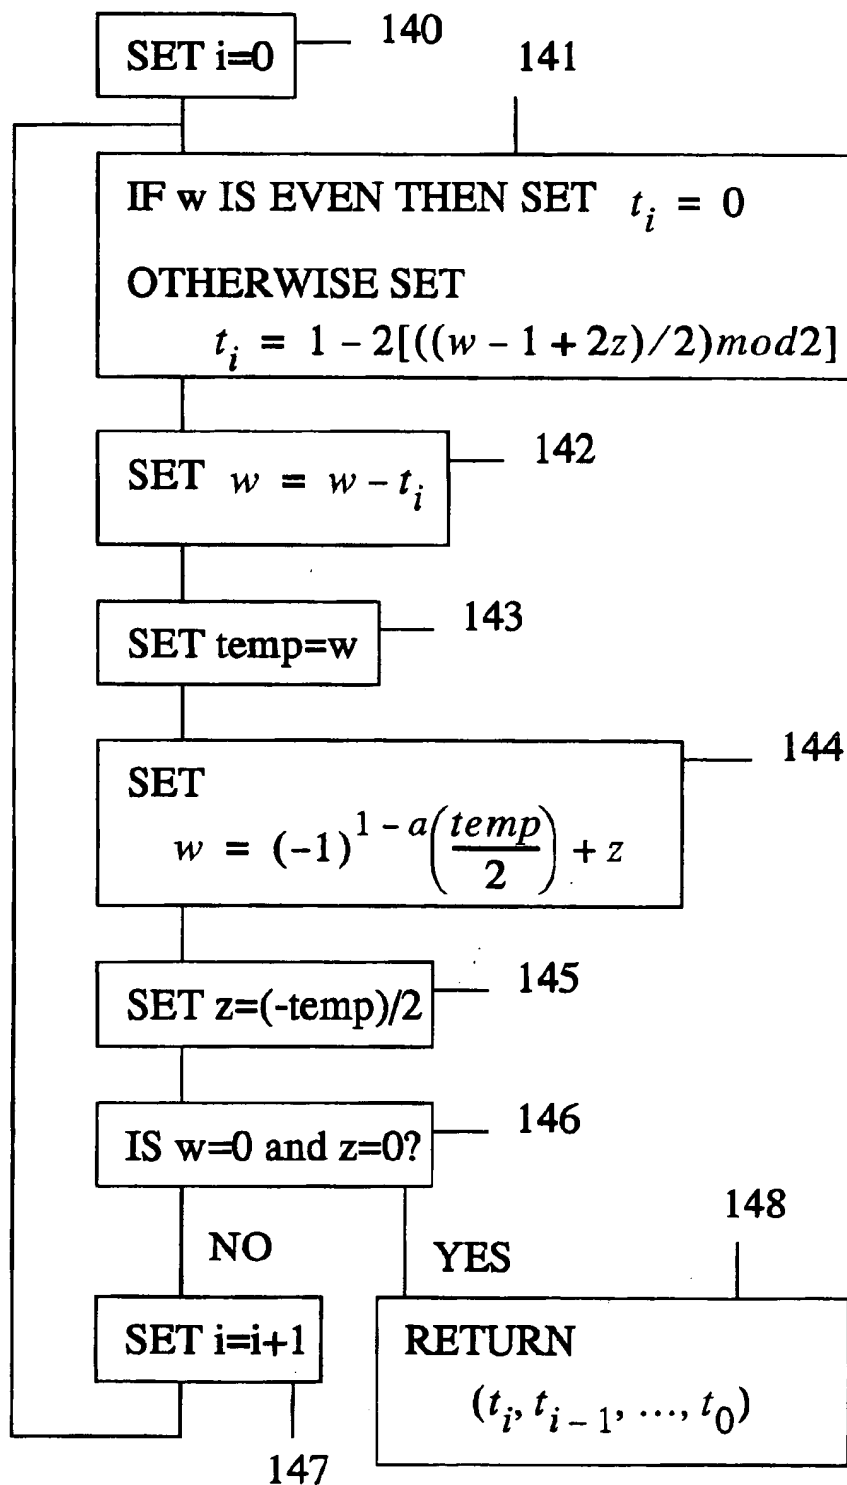 SET i=0
140
141
IF w IS EVEN THEN SET t_i = 0
OTHERWISE SET
t_i = 1 - 2[((w - 1 + 2z)/2)mod2]
SET w = w - t_i
142
SET temp=w
143
SET
144
w = (-1)^{1 - a}(temp/2) + z
SET z=(-temp)/2
145
IS w=0 and z=0?
146
NO
YES
148
SET i=i+1
147
RETURN
(t_i, t_{i-1}, ..., t_0)